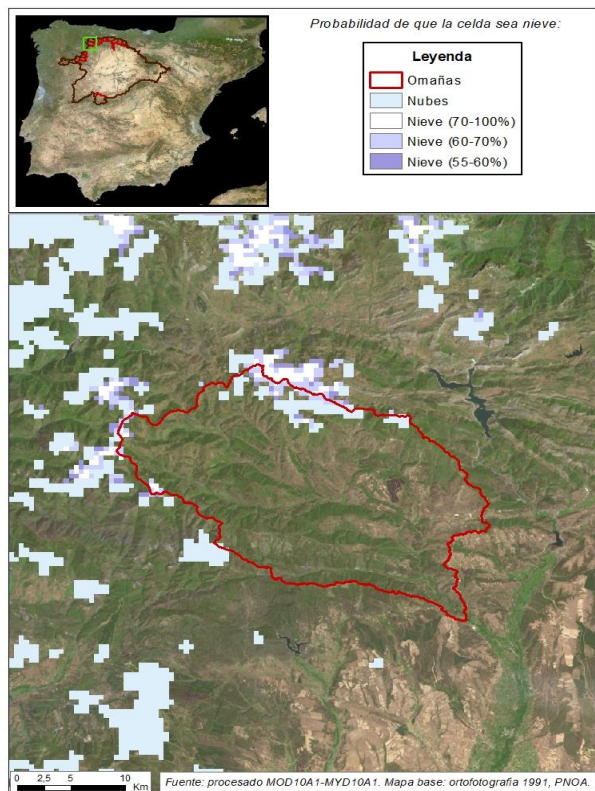 Probabilidad de que la celda sea nieve:
Leyenda
Omañas
Nubes
Nieve (70-100%)
Nieve (60-70%)
Nieve (55-60%)
0 2,5 5 10
Km
Fuente: procesado MOD10A1-MYD10A1. Mapa base: ortofotografia 1991, PNOA.